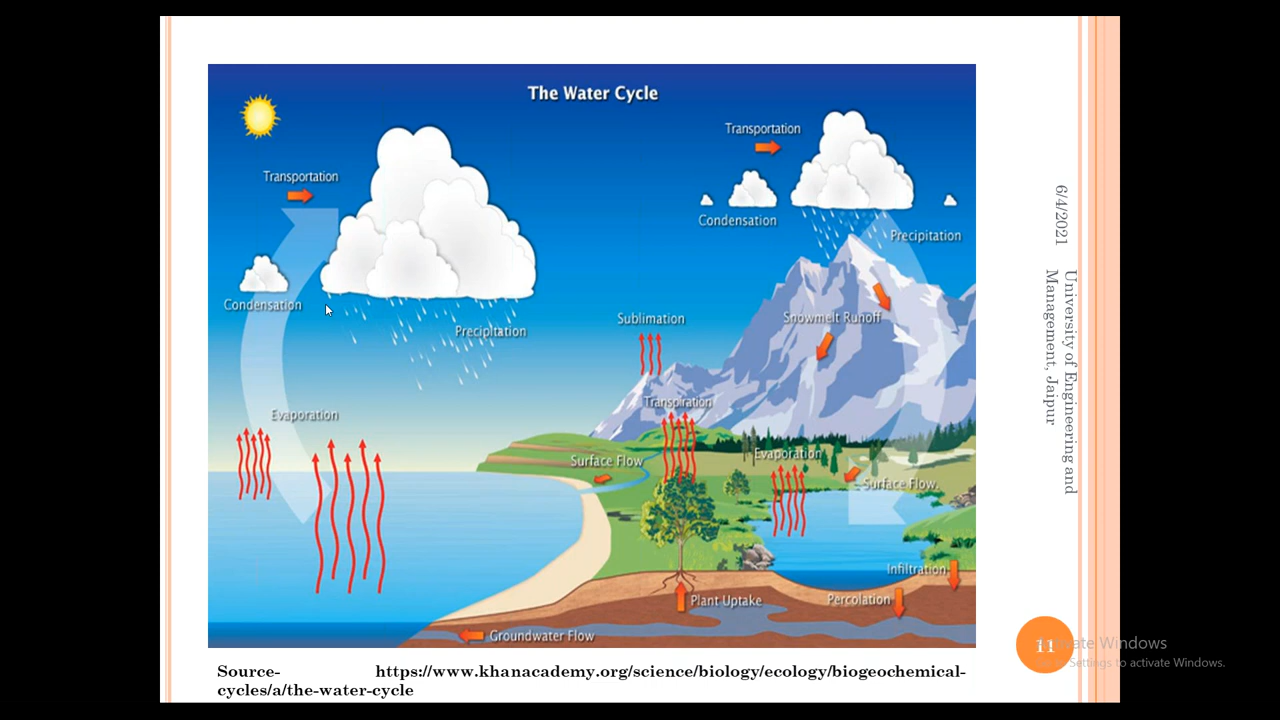 The Water Cycle
Transportation
Transportation
Condensation
Precipitation
Condensation
Precipitation
Sublimation
Snowmelt Runoff
Transpiration
Evaporation
Evaporation
Surface Flow
Surface Flow
Infiltration
Plant Uptake
Percolation
Groundwater Flow
Source- https://www.khanacademy.org/science/biology/ecology/biogeochemical-
cycles/a/the-water-cycle
6/4/2021
University of Engineering and
Management, Jaipur
11
Windows
Settings to activate Windows.